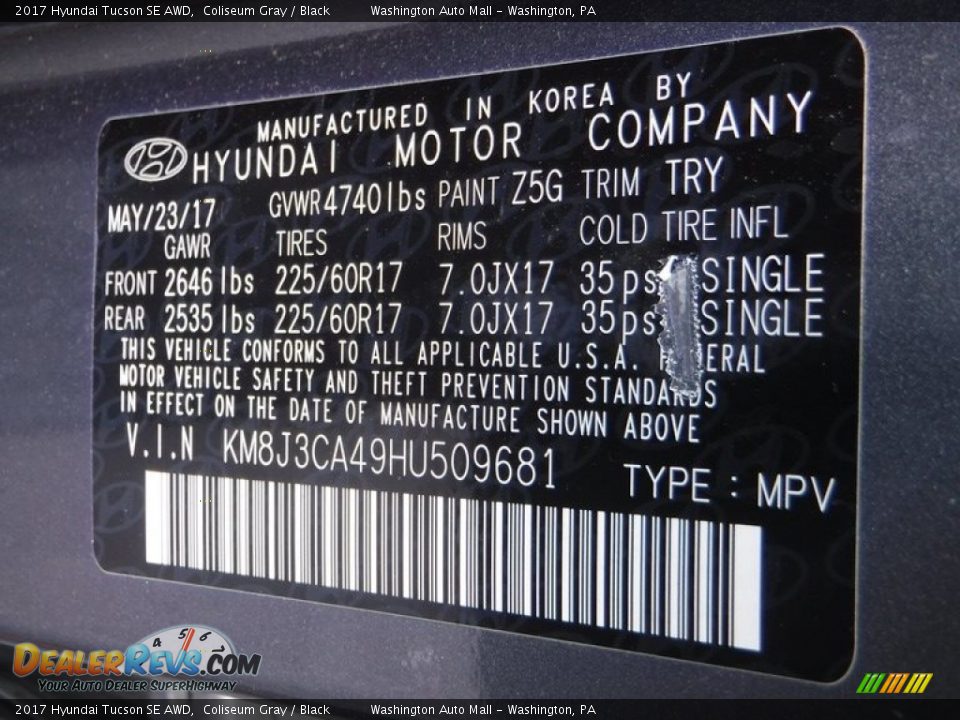 2017 Hyundai Tucson SE AWD, Coliseum Gray / Black Washington Auto Mall - Washington, PA
MANUFACTURED IN KOREA BY
HYUNDAI MOTOR COMPANY
MAY/23/17 GVWR 4740 lbs PAINT Z5G TRIM TRY
GAWR TIRES RIMS COLD TIRE INFL
FRONT 2646 lbs 225/60R17 7.0JX17 35 SINGLE
REAR 2535 lbs 225/60R17 7.0JX17 35 SINGLE
THIS VEHICLE CONFORMS TO ALL APPLICABLE U.S.A.
MOTOR VEHICLE SAFETY AND THEFT PREVENTION STANDARDS
IN EFFECT ON THE DATE OF MANUFACTURE SHOWN ABOVE
V.I.N KM8J3CA49HU509681 TYPE : MPV
4 5 6
DEALERREVS.COM
YOUR AUTO DEALER SUPERHIGHWAY
2017 Hyundai Tucson SE AWD, Coliseum Gray / Black Washington Auto Mall - Washington, PA